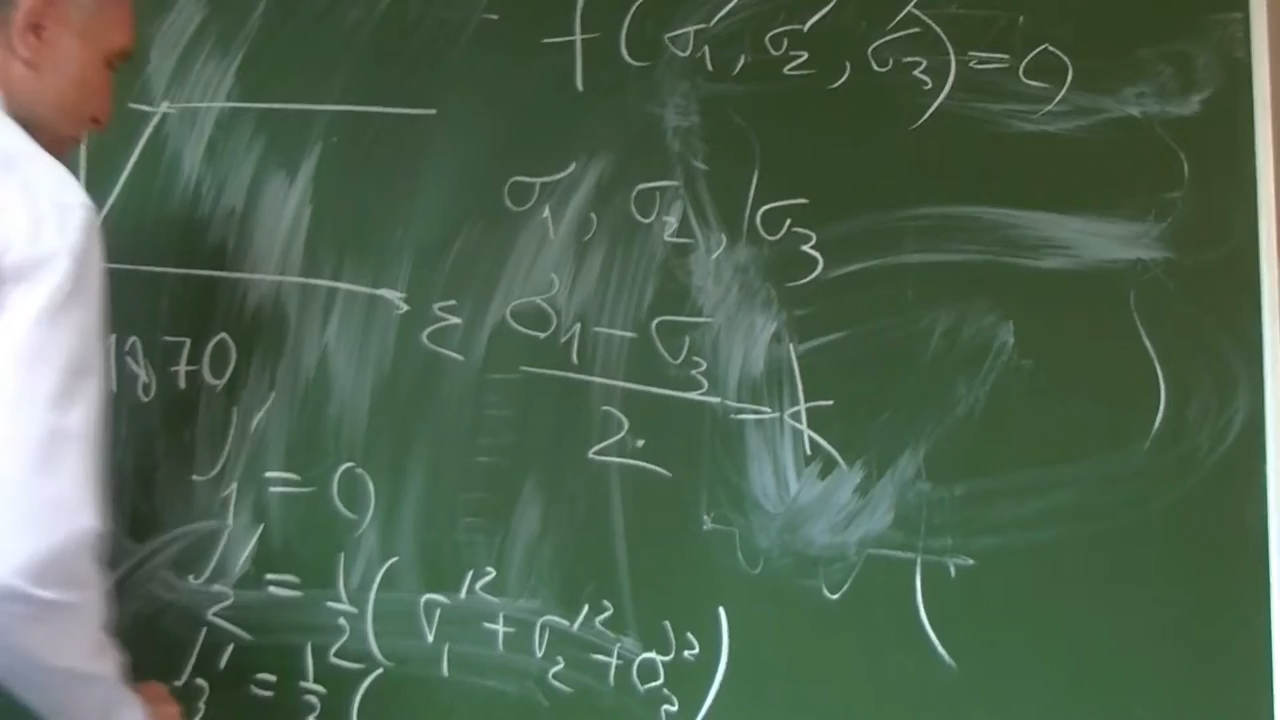 f(σ₁', σ₂', σ₃') = 0
σ₁, σ₂, σ₃
ε
(σ₁ - σ₃)/2 = k
1870
J₁' = 0
J₂' = 1/2 (σ₁'² + σ₂'² + σ₃'²)
J₃' = 1/3 (